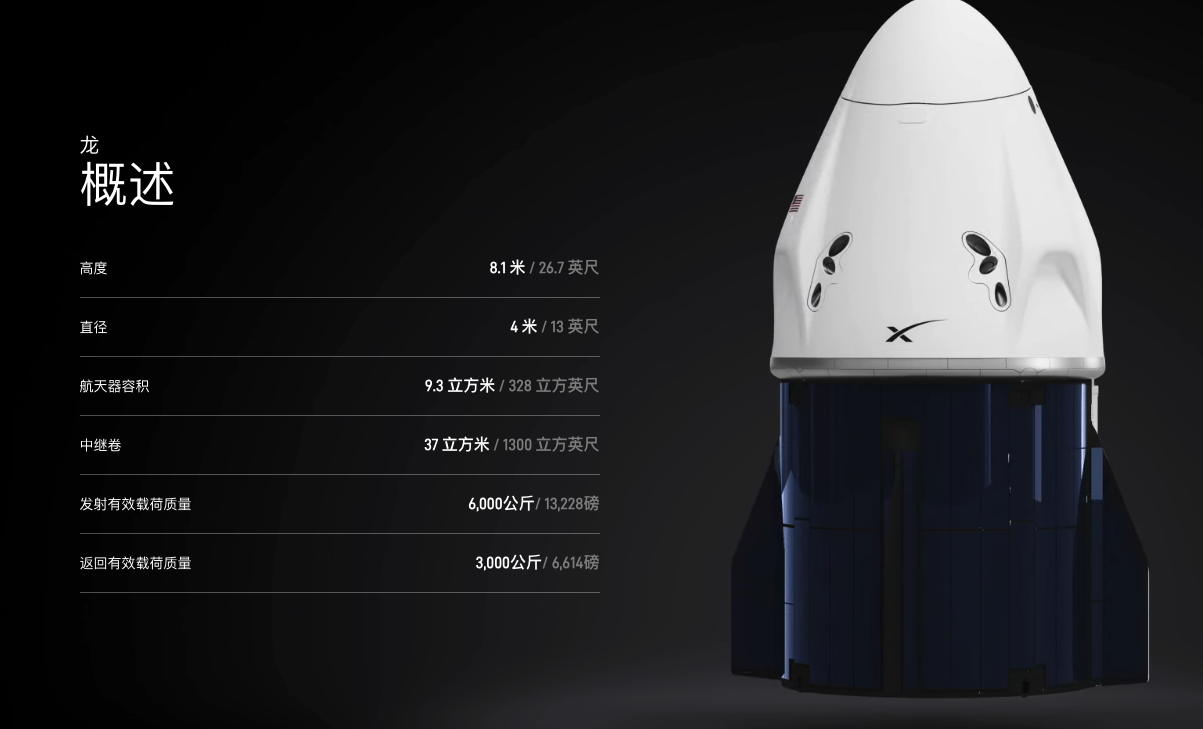 龙
概述
高度 8.1 米 / 26.7 英尺
直径 4 米 / 13 英尺
航天器容积 9.3 立方米 / 328 立方英尺
中继卷 37 立方米 / 1300 立方英尺
发射有效载荷质量 6,000公斤/ 13,228磅
返回有效载荷质量 3,000公斤/ 6,614磅